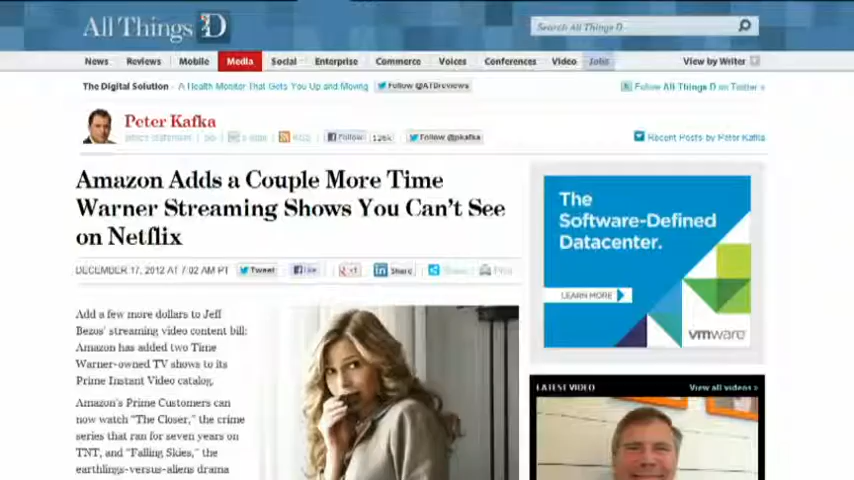 All Things D
Search All Things D
News Reviews Mobile Media Social Enterprise Commerce Voices Conferences Video Jobs View by Writer
The Digital Solution - A Health Monitor That Gets You Up and Moving Follow @ATDreviews Follow All Things D on Twitter »
Peter Kafka
Follow 126k Follow @pkafka Recent Posts by Peter Kafka
Amazon Adds a Couple More Time
Warner Streaming Shows You Can't See
on Netflix
DECEMBER 17, 2012 AT 7:02 AM PT Tweet Like +1 Share Share Print
Add a few more dollars to Jeff
Bezos' streaming video content bill:
Amazon has added two Time
Warner-owned TV shows to its
Prime Instant Video catalog.
Amazon's Prime Customers can
now watch "The Closer," the crime
series that ran for seven years on
TNT, and "Falling Skies," the
earthlings-versus-aliens drama
The
Software-Defined
Datacenter.
LEARN MORE
vmware
LATEST VIDEO View all videos »